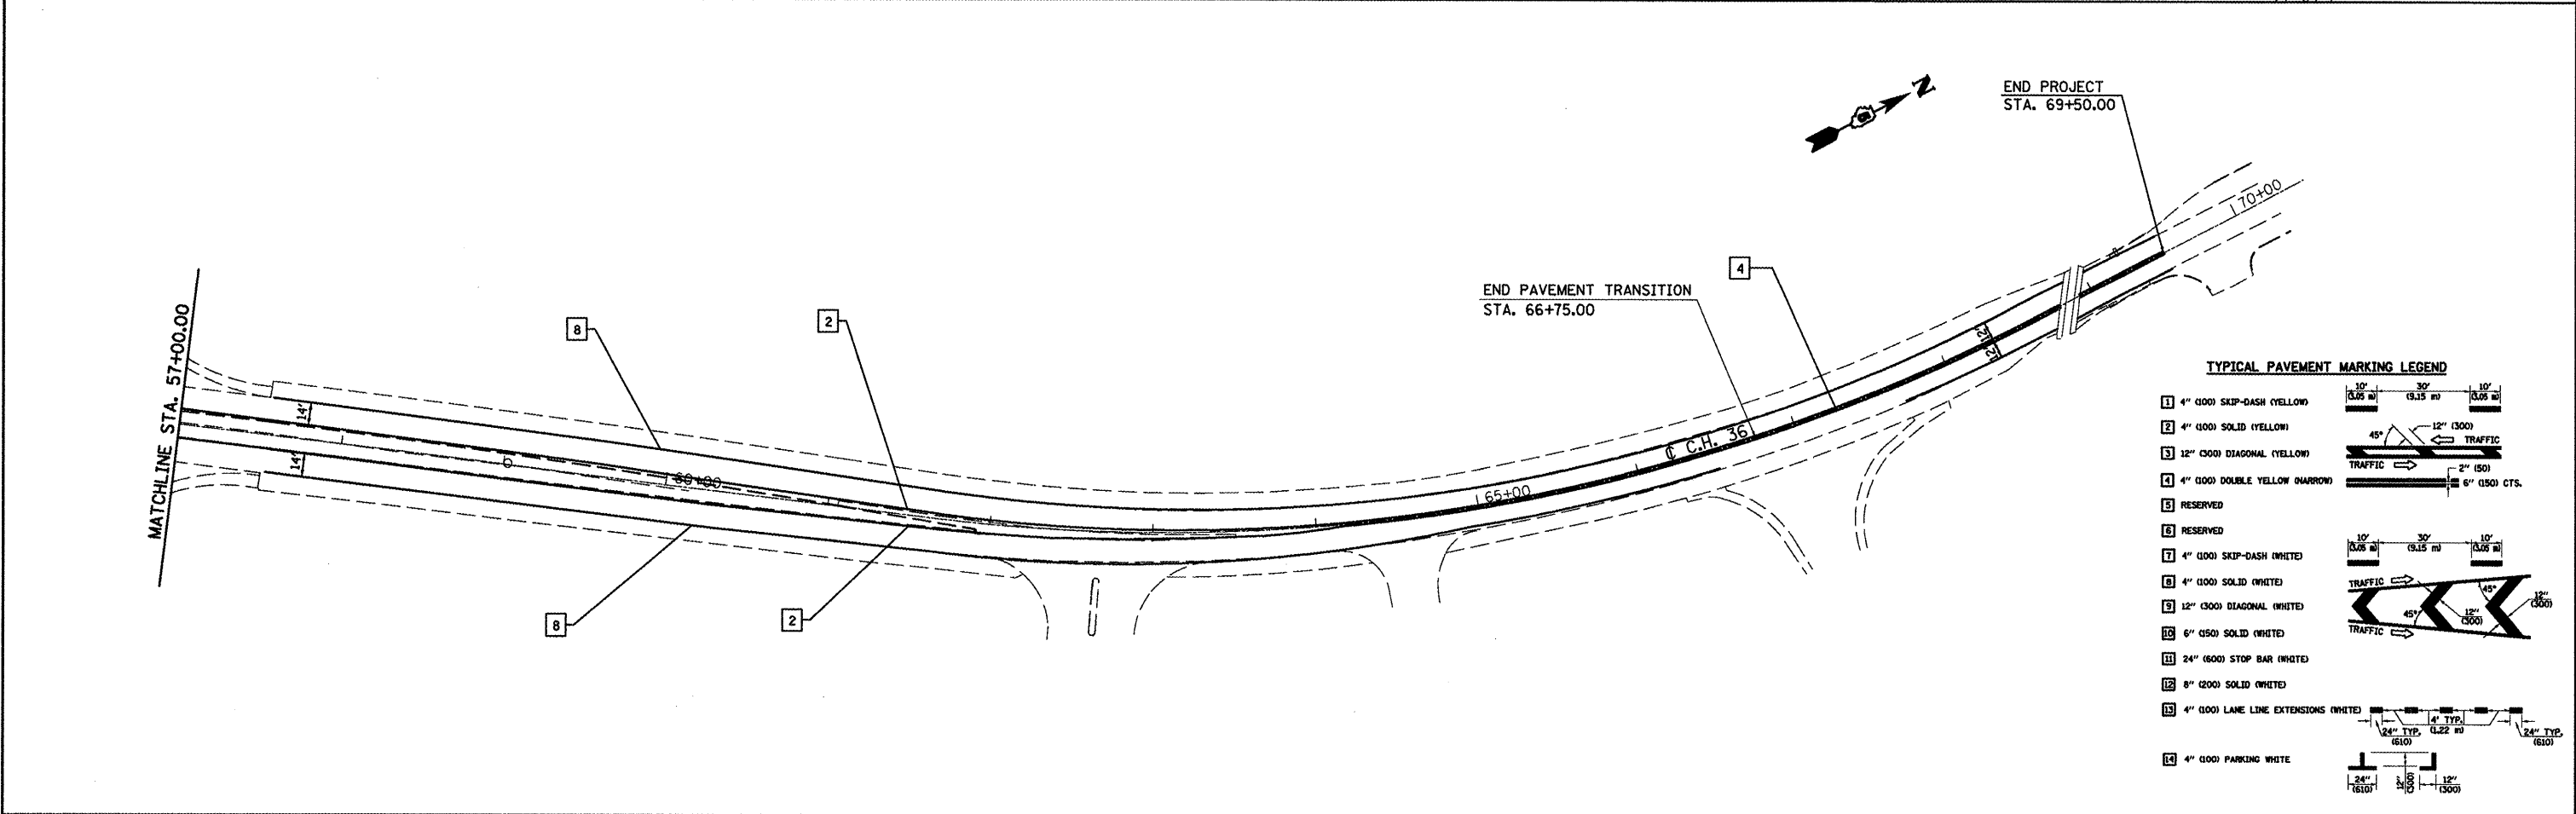 N
END PROJECT
STA. 69+50.00
70+00
4
END PAVEMENT TRANSITION
STA. 66+75.00
8
2
MATCHLINE STA. 57+00.00
14'
14'
60+00
65+00
℄ C.H. 36
12'
12'
8
2
TYPICAL PAVEMENT MARKING LEGEND
1 4" (100) SKIP-DASH (YELLOW)
10' (3.05 m) 30' (9.15 m) 10' (3.05 m)
2 4" (100) SOLID (YELLOW)
45° 12" (300)
TRAFFIC
3 12" (300) DIAGONAL (YELLOW)
TRAFFIC
4 4" (100) DOUBLE YELLOW (NARROW)
2" (50)
6" (150) CTS.
5 RESERVED
6 RESERVED
7 4" (100) SKIP-DASH (WHITE)
10' (3.05 m) 30' (9.15 m) 10' (3.05 m)
8 4" (100) SOLID (WHITE)
TRAFFIC 45°
9 12" (300) DIAGONAL (WHITE)
45° 12" (300) 12" (300)
TRAFFIC
10 6" (150) SOLID (WHITE)
11 24" (600) STOP BAR (WHITE)
12 8" (200) SOLID (WHITE)
13 4" (100) LANE LINE EXTENSIONS (WHITE)
24" TYP. (610) 4' TYP. (1.22 m) 24" TYP. (610)
14 4" (100) PARKING WHITE
24" (610) 12" (300) 12" (300)